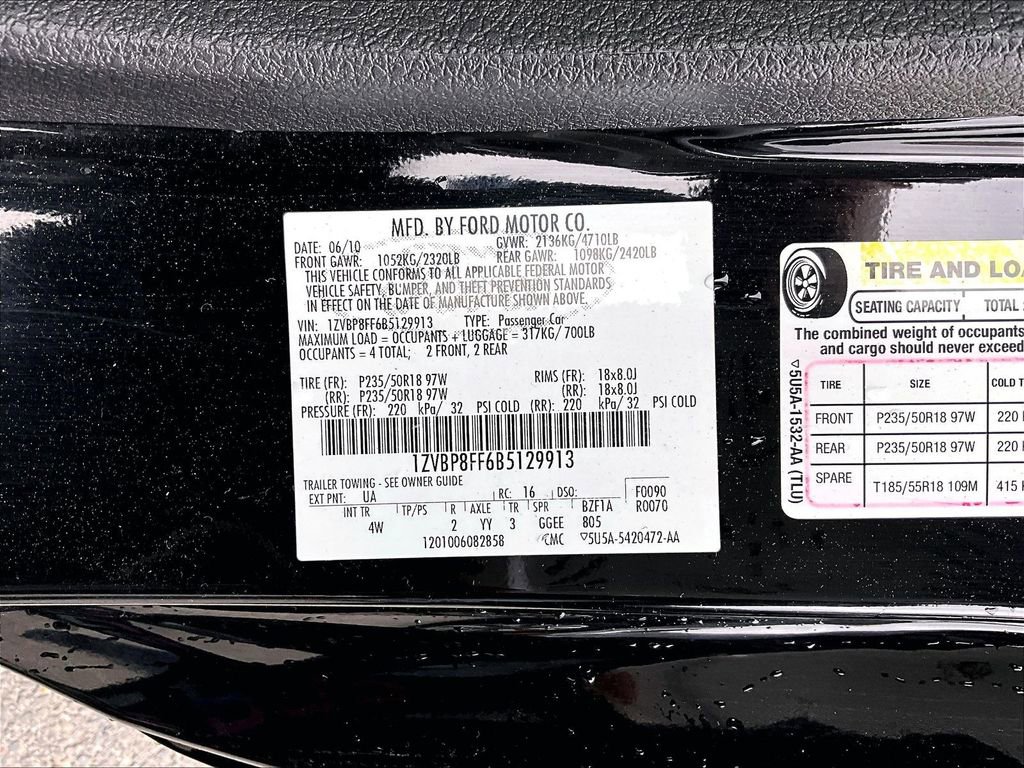 MFD. BY FORD MOTOR CO.
DATE: 06/10 GVWR: 2136KG/4710LB
FRONT GAWR: 1052KG/2320LB REAR GAWR: 1098KG/2420LB
THIS VEHICLE CONFORMS TO ALL APPLICABLE FEDERAL MOTOR
VEHICLE SAFETY, BUMPER, AND THEFT PREVENTION STANDARDS
IN EFFECT ON THE DATE OF MANUFACTURE SHOWN ABOVE.
VIN: 1ZVBP8FF6B5129913 TYPE: Passenger Car
MAXIMUM LOAD = OCCUPANTS + LUGGAGE = 317KG/700LB
OCCUPANTS = 4 TOTAL; 2 FRONT, 2 REAR
TIRE (FR): P235/50R18 97W RIMS (FR): 18x8.0J
(RR): P235/50R18 97W (RR): 18x8.0J
PRESSURE (FR): 220 kPa/ 32 PSI COLD (RR): 220 kPa/ 32 PSI COLD
1ZVBP8FF6B5129913
TRAILER TOWING - SEE OWNER GUIDE
EXT PNT: UA RC: 16 DSO: F0090
R0070
INT TR TP/PS R AXLE TR SPR BZF1A
4W 2 YY 3 GGEE 805
1201006082858 CMC ▽5U5A-5420472-AA
TIRE AND LOA
SEATING CAPACITY TOTAL
The combined weight of occupants
and cargo should never exceed
TIRE SIZE COLD T
FRONT P235/50R18 97W 220
REAR P235/50R18 97W 220
SPARE T185/55R18 109M 415
▽5U5A-1532-AA (TLU)